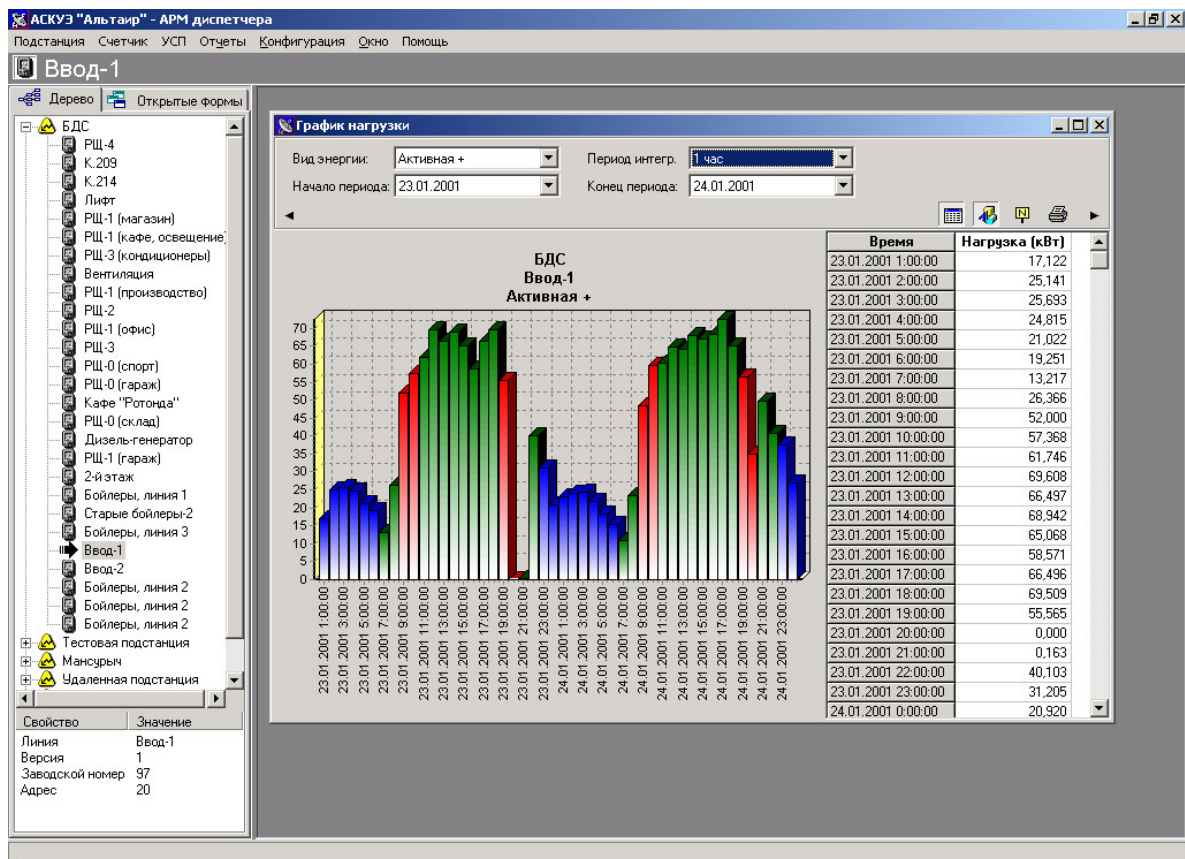 АСКУЭ "Альтаир" - АРМ диспетчера
Подстанция Счетчик УСП Отчеты Конфигурация Окно Помощь
Ввод-1
Дерево Открытые формы
БДС
РЩ-4
К.209
К.214
Лифт
РЩ-1 (магазин)
РЩ-1 (кафе, освещение
РЩ-3 (кондиционеры)
Вентиляция
РЩ-1 (производство)
РЩ-2
РЩ-1 (офис)
РЩ-3
РЩ-0 (спорт)
РЩ-0 (гараж)
Кафе "Ротонда"
РЩ-0 (склад)
Дизель-генератор
РЩ-1 (гараж)
2-й этаж
Бойлеры, линия 1
Старые бойлеры-2
Бойлеры, линия 3
Ввод-1
Ввод-2
Бойлеры, линия 2
Бойлеры, линия 2
Бойлеры, линия 2
Тестовая подстанция
Мансурыч
Удаленная подстанция
Свойство Значение
Линия Ввод-1
Версия 1
Заводской номер 97
Адрес 20
График нагрузки
Вид энергии: Активная + Период интегр. 1 час
Начало периода: 23.01.2001 Конец периода: 24.01.2001
N
БДС
Ввод-1
Активная +
70
65
60
55
50
45
40
35
30
25
20
15
10
5
0
23.01.2001 1:00:00
23.01.2001 3:00:00
23.01.2001 5:00:00
23.01.2001 7:00:00
23.01.2001 9:00:00
23.01.2001 11:00:00
23.01.2001 13:00:00
23.01.2001 15:00:00
23.01.2001 17:00:00
23.01.2001 19:00:00
23.01.2001 21:00:00
23.01.2001 23:00:00
24.01.2001 1:00:00
24.01.2001 3:00:00
24.01.2001 5:00:00
24.01.2001 7:00:00
24.01.2001 9:00:00
24.01.2001 11:00:00
24.01.2001 13:00:00
24.01.2001 15:00:00
24.01.2001 17:00:00
24.01.2001 19:00:00
24.01.2001 21:00:00
24.01.2001 23:00:00
Время Нагрузка (кВт)
23.01.2001 1:00:00 17,122
23.01.2001 2:00:00 25,141
23.01.2001 3:00:00 25,693
23.01.2001 4:00:00 24,815
23.01.2001 5:00:00 21,022
23.01.2001 6:00:00 19,251
23.01.2001 7:00:00 13,217
23.01.2001 8:00:00 26,366
23.01.2001 9:00:00 52,000
23.01.2001 10:00:00 57,368
23.01.2001 11:00:00 61,746
23.01.2001 12:00:00 69,608
23.01.2001 13:00:00 66,497
23.01.2001 14:00:00 68,942
23.01.2001 15:00:00 65,068
23.01.2001 16:00:00 58,571
23.01.2001 17:00:00 66,496
23.01.2001 18:00:00 69,509
23.01.2001 19:00:00 55,565
23.01.2001 20:00:00 0,000
23.01.2001 21:00:00 0,163
23.01.2001 22:00:00 40,103
23.01.2001 23:00:00 31,205
24.01.2001 0:00:00 20,920